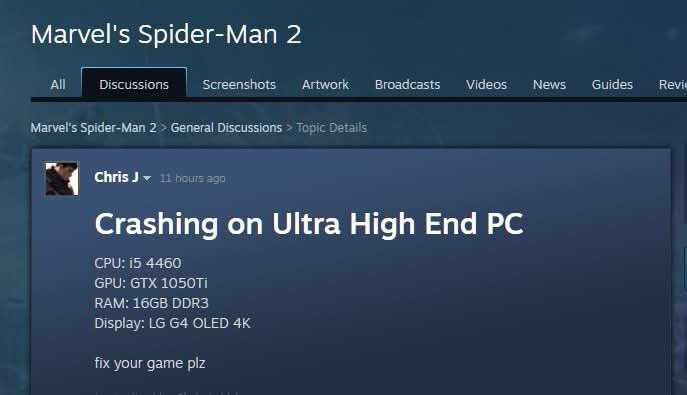 Marvel's Spider-Man 2
All Discussions Screenshots Artwork Broadcasts Videos News Guides
Marvel's Spider-Man 2 > General Discussions > Topic Details
Chris J 11 hours ago
Crashing on Ultra High End PC
CPU: i5 4460
GPU: GTX 1050Ti
RAM: 16GB DDR3
Display: LG G4 OLED 4K
fix your game plz